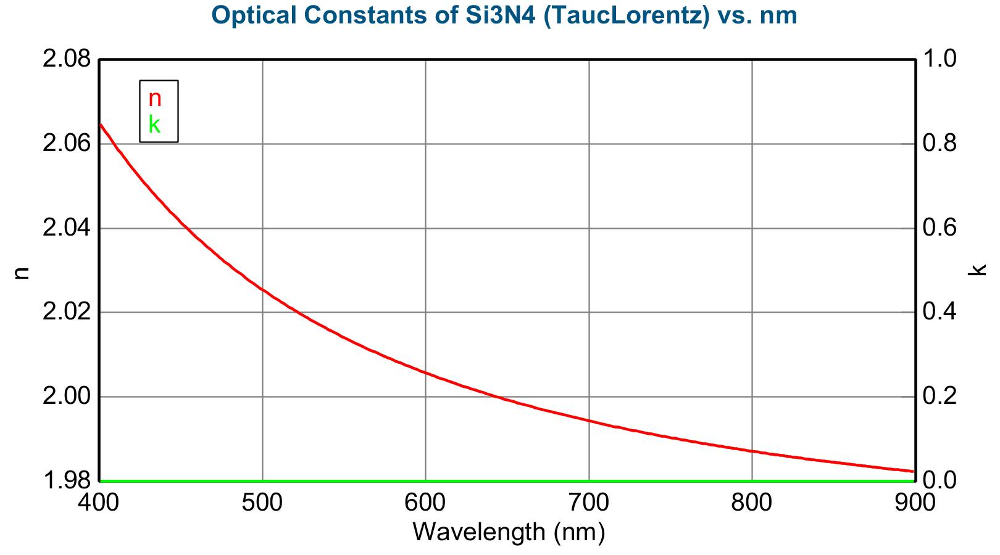 Optical Constants of Si3N4 (TaucLorentz) vs. nm
2.08
2.06
2.04
2.02
2.00
1.98
n
n
k
1.0
0.8
0.6
0.4
0.2
0.0
k
400 500 600 700 800 900
Wavelength (nm)